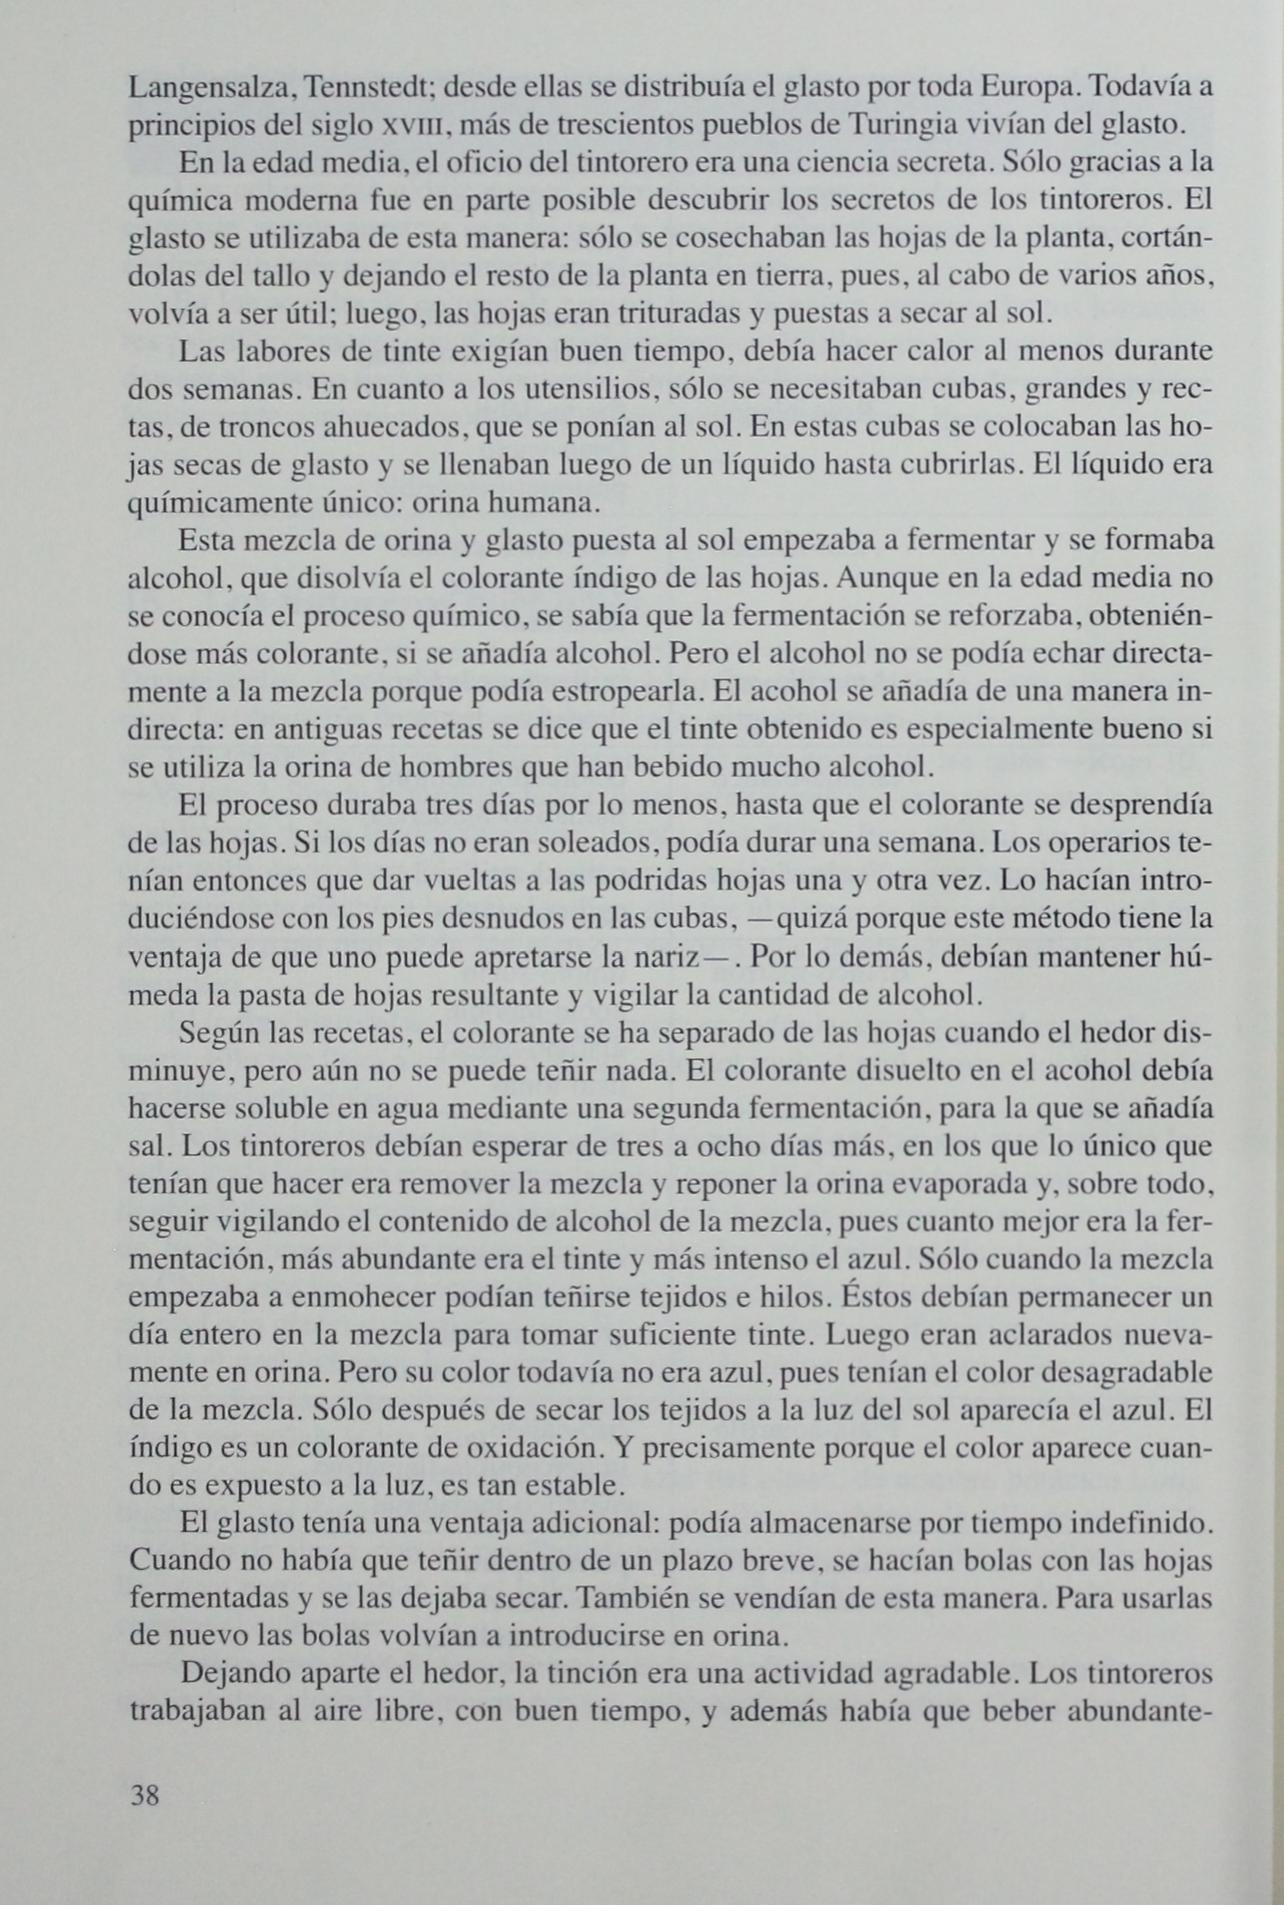 Langensalza, Tennstedt; desde ellas se distribuía el glasto por toda Europa. Todavía a
principios del siglo XVIII, más de trescientos pueblos de Turingia vivían del glasto.
En la edad media, el oficio del tintorero era una ciencia secreta. Sólo gracias a la
química moderna fue en parte posible descubrir los secretos de los tintoreros. El
glasto se utilizaba de esta manera: sólo se cosechaban las hojas de la planta, cortán-
dolas del tallo y dejando el resto de la planta en tierra, pues, al cabo de varios años,
volvía a ser útil; luego, las hojas eran trituradas y puestas a secar al sol.
Las labores de tinte exigían buen tiempo, debía hacer calor al menos durante
dos semanas. En cuanto a los utensilios, sólo se necesitaban cubas, grandes y rec-
tas, de troncos ahuecados, que se ponían al sol. En estas cubas se colocaban las ho-
jas secas de glasto y se llenaban luego de un líquido hasta cubrirlas. El líquido era
químicamente único: orina humana.
Esta mezcla de orina y glasto puesta al sol empezaba a fermentar y se formaba
alcohol, que disolvía el colorante índigo de las hojas. Aunque en la edad media no
se conocía el proceso químico, se sabía que la fermentación se reforzaba, obtenién-
dose más colorante, si se añadía alcohol. Pero el alcohol no se podía echar directa-
mente a la mezcla porque podía estropearla. El acohol se añadía de una manera in-
directa: en antiguas recetas se dice que el tinte obtenido es especialmente bueno si
se utiliza la orina de hombres que han bebido mucho alcohol.
El proceso duraba tres días por lo menos, hasta que el colorante se desprendía
de las hojas. Si los días no eran soleados, podía durar una semana. Los operarios te-
nían entonces que dar vueltas a las podridas hojas una y otra vez. Lo hacían intro-
duciéndose con los pies desnudos en las cubas, —quizá porque este método tiene la
ventaja de que uno puede apretarse la nariz—. Por lo demás, debían mantener hú-
meda la pasta de hojas resultante y vigilar la cantidad de alcohol.
Según las recetas, el colorante se ha separado de las hojas cuando el hedor dis-
minuye, pero aún no se puede teñir nada. El colorante disuelto en el acohol debía
hacerse soluble en agua mediante una segunda fermentación, para la que se añadía
sal. Los tintoreros debían esperar de tres a ocho días más, en los que lo único que
tenían que hacer era remover la mezcla y reponer la orina evaporada y, sobre todo,
seguir vigilando el contenido de alcohol de la mezcla, pues cuanto mejor era la fer-
mentación, más abundante era el tinte y más intenso el azul. Sólo cuando la mezcla
empezaba a enmohecer podían teñirse tejidos e hilos. Éstos debían permanecer un
día entero en la mezcla para tomar suficiente tinte. Luego eran aclarados nueva-
mente en orina. Pero su color todavía no era azul, pues tenían el color desagradable
de la mezcla. Sólo después de secar los tejidos a la luz del sol aparecía el azul. El
índigo es un colorante de oxidación. Y precisamente porque el color aparece cuan-
do es expuesto a la luz, es tan estable.
El glasto tenía una ventaja adicional: podía almacenarse por tiempo indefinido.
Cuando no había que teñir dentro de un plazo breve, se hacían bolas con las hojas
fermentadas y se las dejaba secar. También se vendían de esta manera. Para usarlas
de nuevo las bolas volvían a introducirse en orina.
Dejando aparte el hedor, la tinción era una actividad agradable. Los tintoreros
trabajaban al aire libre, con buen tiempo, y además había que beber abundante-
38